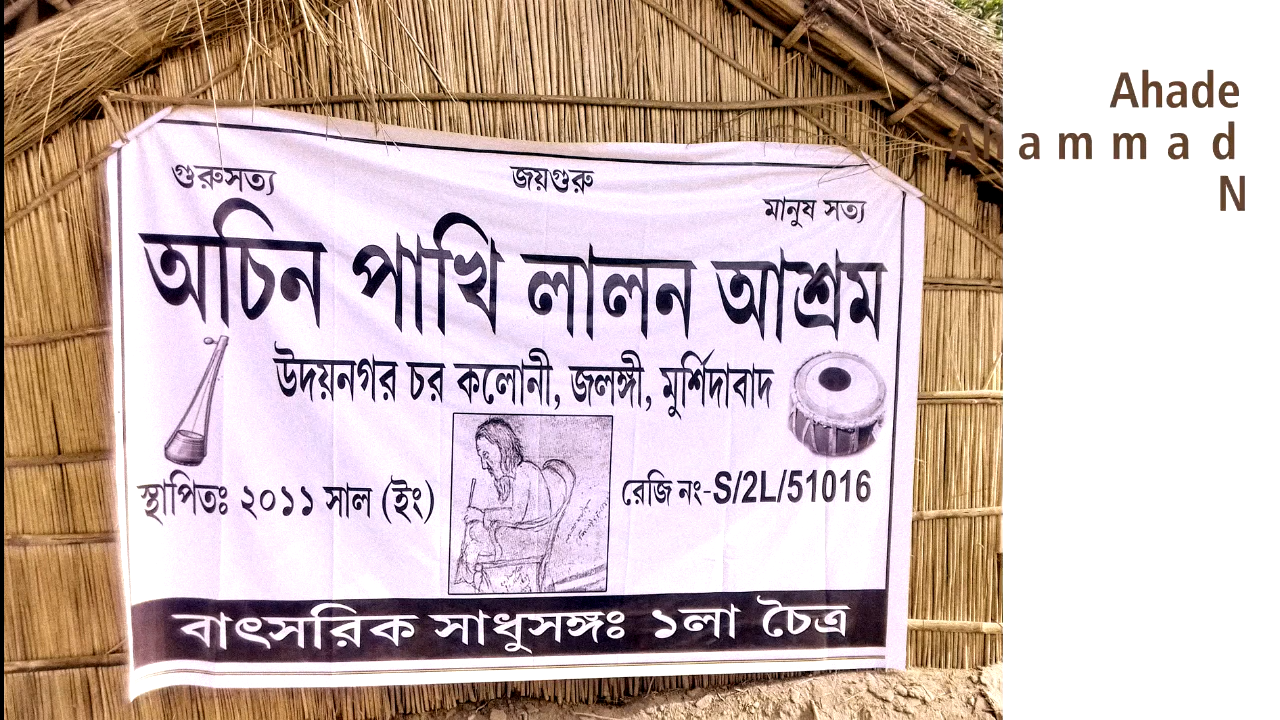 গুরুসত্য জয়গুরু মানুষ সত্য
অচিন পাখি লালন আশ্রম
উদয়নগর চর কলোনী, জলঙ্গী, মুর্শিদাবাদ
স্থাপিতঃ ২০১১ সাল (ইং) রেজি নং-S/2L/51016
বাৎসরিক সাধুসঙ্গঃ ১লা চৈত্র
Ahade
Ahammad
N